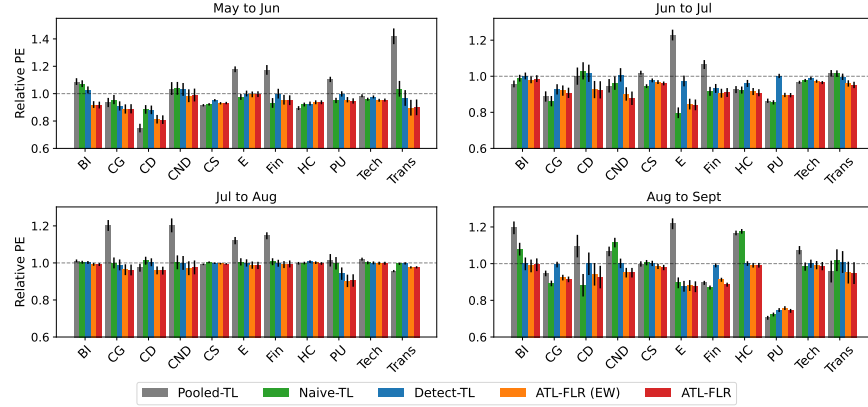 May to Jun
Jun to Jul
Relative PE
1.4
1.2
1.0
0.8
0.6
1.2
1.0
0.8
0.6
BI CG CD CND CS E Fin HC PU Tech Trans
BI CG CD CND CS E Fin HC PU Tech Trans
Jul to Aug
Aug to Sept
Relative PE
1.2
1.0
0.8
0.6
1.2
1.0
0.8
0.6
BI CG CD CND CS E Fin HC PU Tech Trans
BI CG CD CND CS E Fin HC PU Tech Trans
Pooled-TL Naive-TL Detect-TL ATL-FLR (EW) ATL-FLR